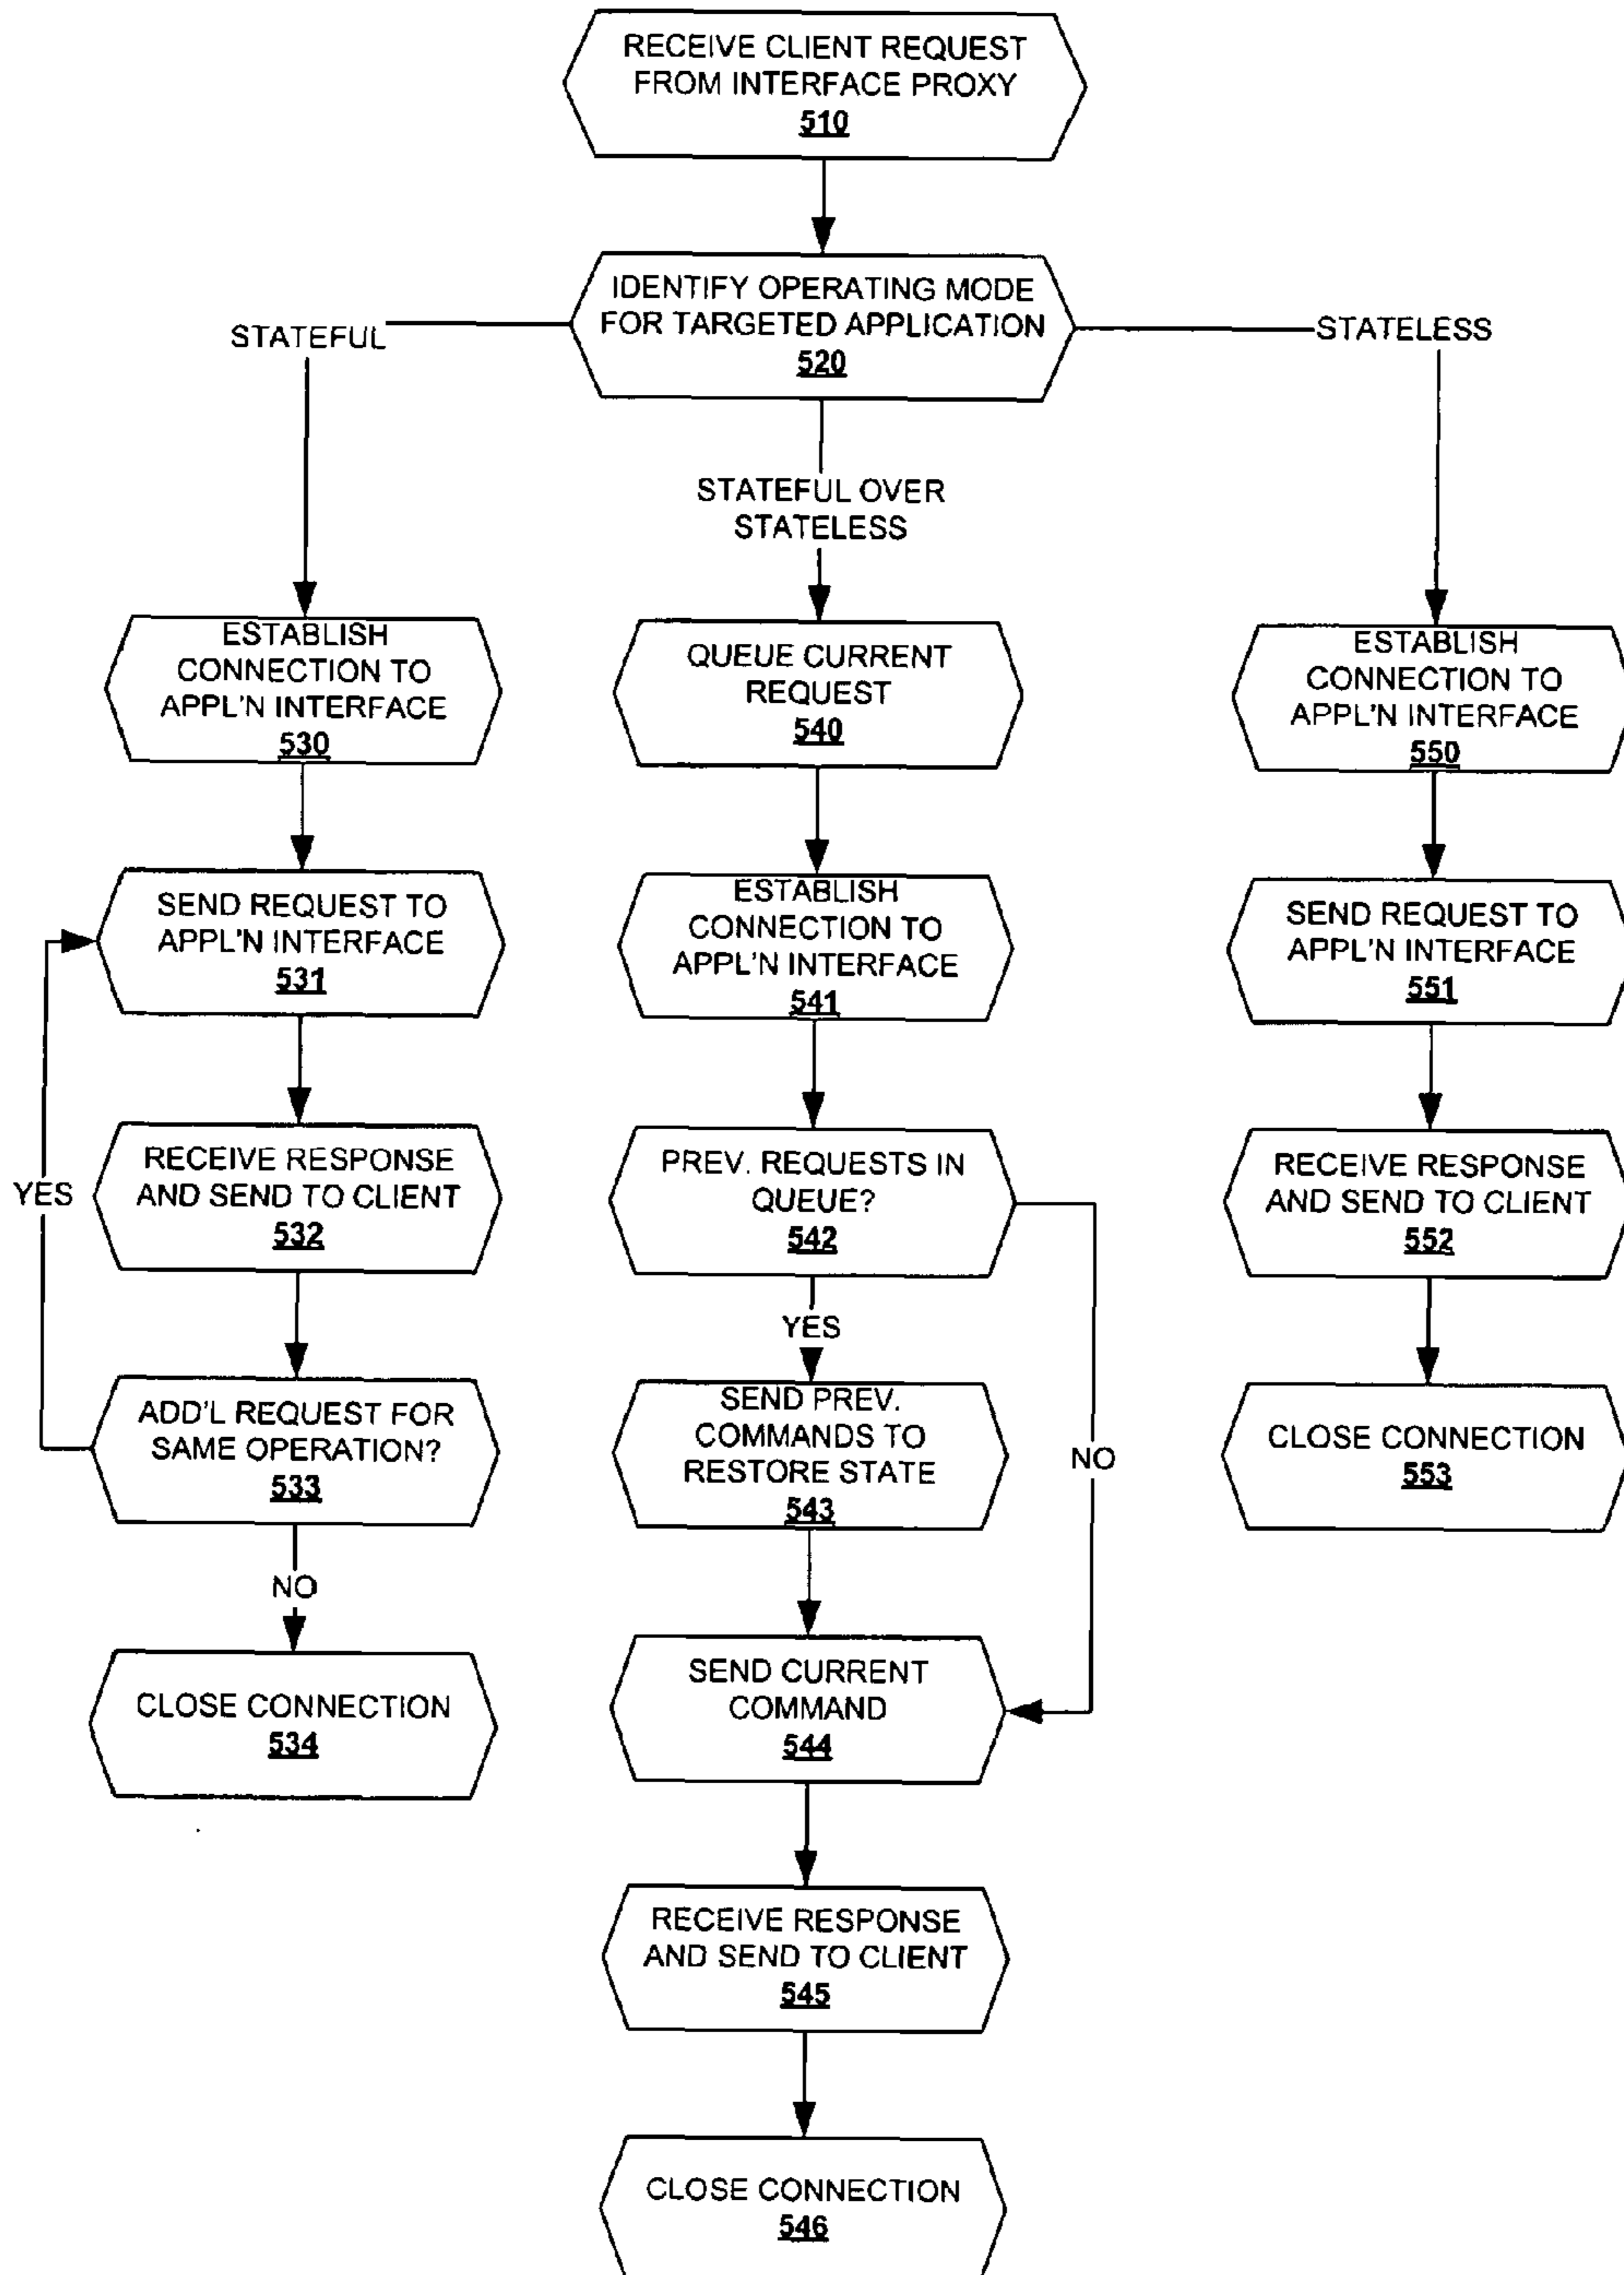 RECEIVE CLIENT REQUEST
FROM INTERFACE PROXY
510
IDENTIFY OPERATING MODE
FOR TARGETED APPLICATION
520
STATEFUL
STATEFUL OVER
STATELESS
STATELESS
ESTABLISH
CONNECTION TO
APPL'N INTERFACE
530
SEND REQUEST TO
APPL'N INTERFACE
531
RECEIVE RESPONSE
AND SEND TO CLIENT
532
YES
ADD'L REQUEST FOR
SAME OPERATION?
533
NO
CLOSE CONNECTION
534
QUEUE CURRENT
REQUEST
540
ESTABLISH
CONNECTION TO
APPL'N INTERFACE
541
PREV. REQUESTS IN
QUEUE?
542
YES
SEND PREV.
COMMANDS TO
RESTORE STATE
543
NO
SEND CURRENT
COMMAND
544
RECEIVE RESPONSE
AND SEND TO CLIENT
545
CLOSE CONNECTION
546
ESTABLISH
CONNECTION TO
APPL'N INTERFACE
550
SEND REQUEST TO
APPL'N INTERFACE
551
RECEIVE RESPONSE
AND SEND TO CLIENT
552
CLOSE CONNECTION
553